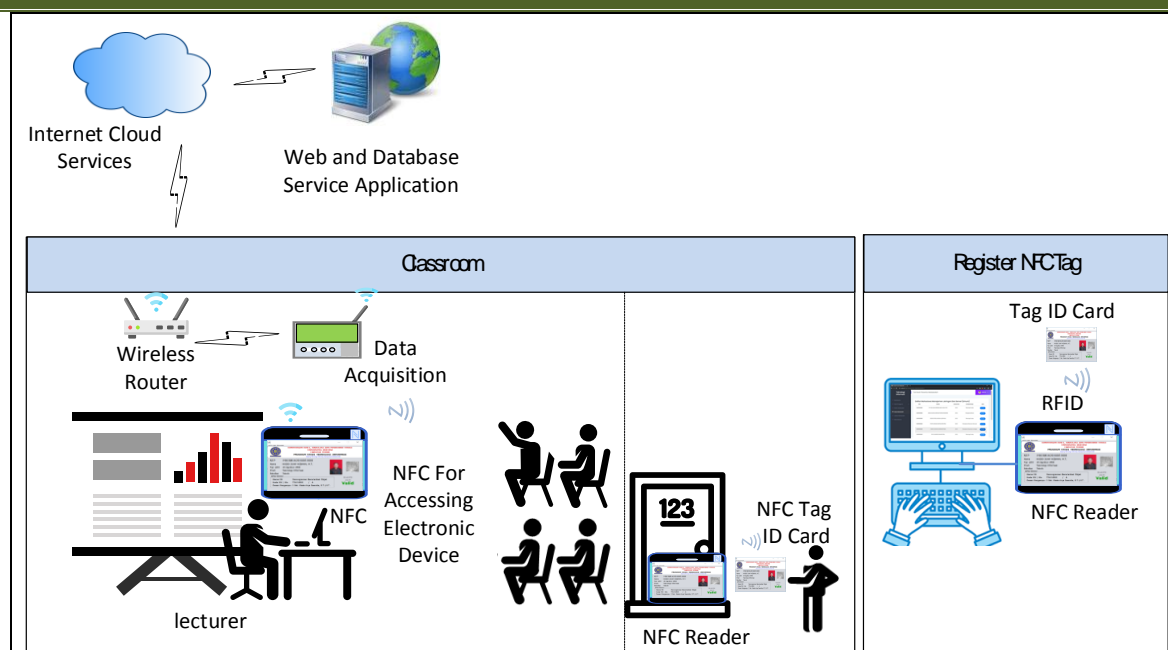 Internet Cloud
Services
Web and Database
Service Application
Classroom
Wireless
Router
Data
Acquisition
NFC
lecturer
NFC For
Accessing
Electronic
Device
123
NFC Tag
ID Card
NFC Reader
Register NFC Tag
Tag ID Card
RFID
NFC Reader